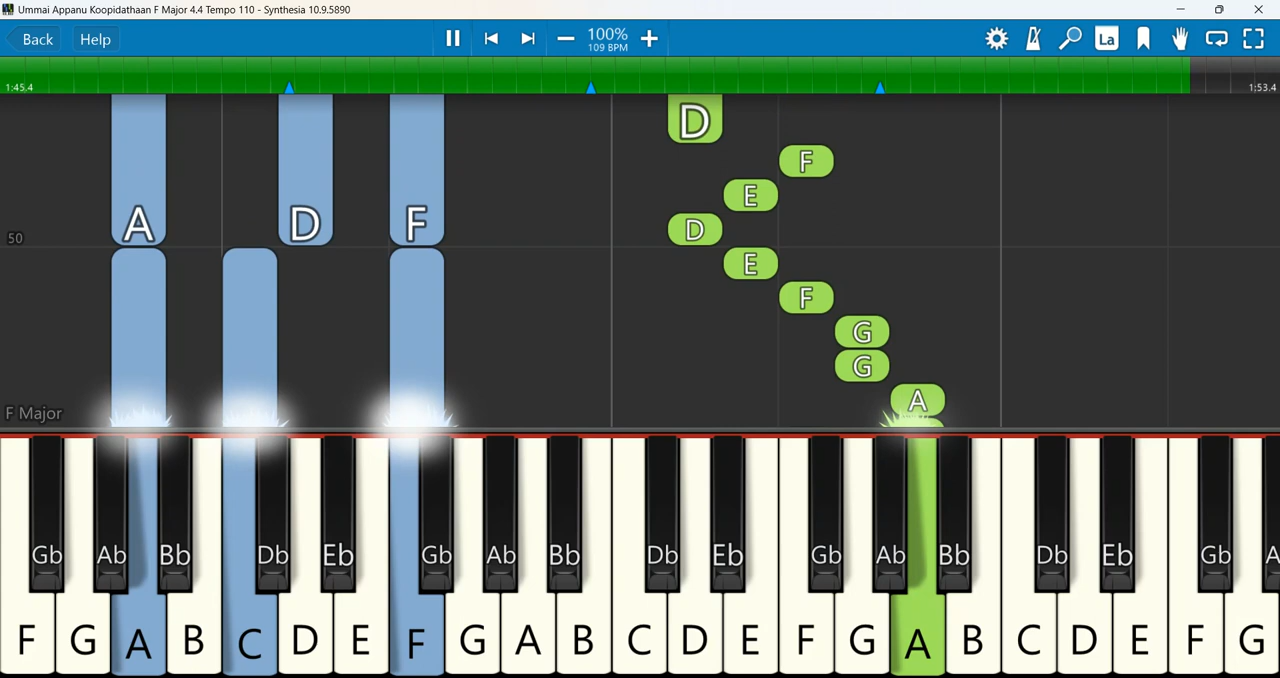 Ummai Appanu Koopidathaan F Major 4.4 Tempo 110 - Synthesia 10.9.5890
Back Help 100% La
109 BPM
1:45.4 1:53.4
D
F
E
A D F D
50
E
F
G
G
A
F Major
Gb Ab Bb Db Eb Gb Ab Bb Db Eb Gb Ab Bb Db Eb Gb A
F G A B C D E F G A B C D E F G A B C D E F G